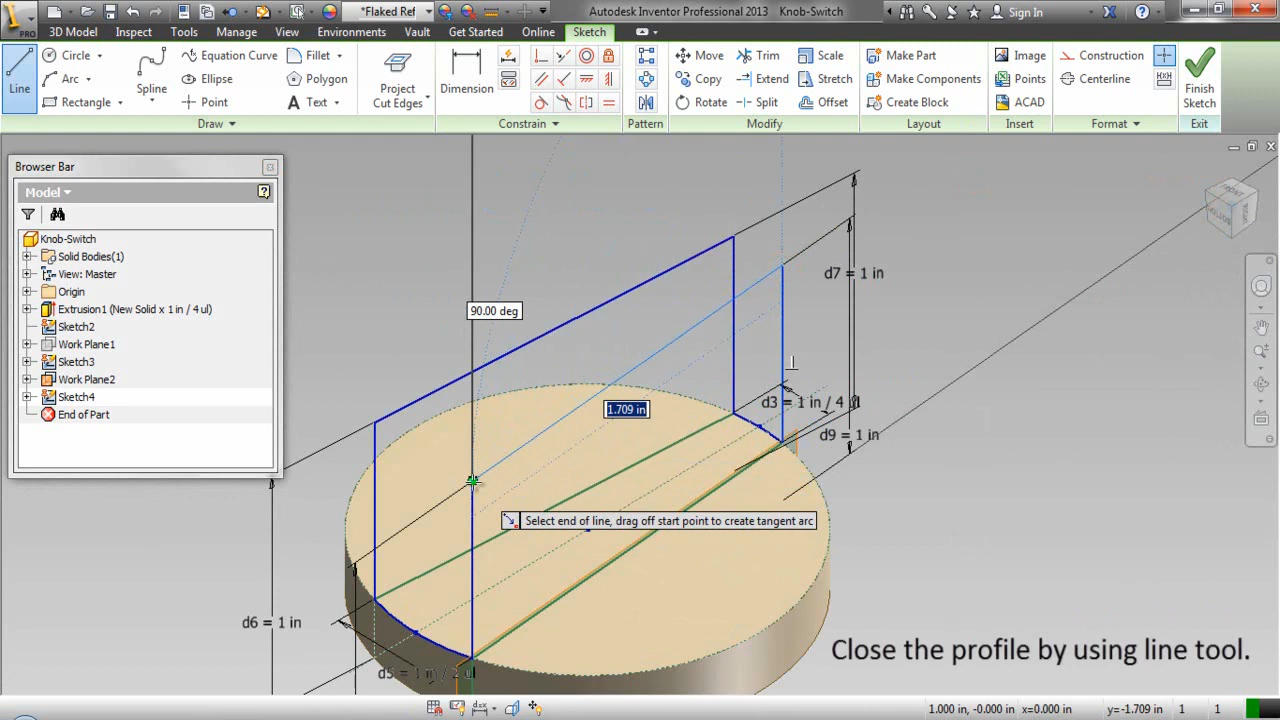 PRO
*Flaked Ref
Autodesk Inventor Professional 2013 Knob-Switch
Sign In
3D Model Inspect Tools Manage View Environments Vault Get Started Online Sketch
Line
Circle
Arc
Rectangle
Spline
Equation Curve
Ellipse
Point
Fillet
Polygon
Text
Project
Cut Edges
Dimension
Move
Copy
Rotate
Trim
Extend
Split
Scale
Stretch
Offset
Make Part
Make Components
Create Block
Image
Points
ACAD
Construction
Centerline
Finish
Sketch
Draw Constrain Pattern Modify Layout Insert Format Exit
Browser Bar
Model
Knob-Switch
Solid Bodies(1)
View: Master
Origin
Extrusion1 (New Solid x 1 in / 4 ul)
Sketch2
Work Plane1
Sketch3
Work Plane2
Sketch4
End of Part
90.00 deg
d7 = 1 in
1.709 in
d3 = 1 in / 4 ul
d9 = 1 in
Select end of line, drag off start point to create tangent arc
d6 = 1 in
d5 = 1 in / 2 ul
Close the profile by using line tool.
1.000 in, -0.000 in x=0.000 in y=-1.709 in 1 1